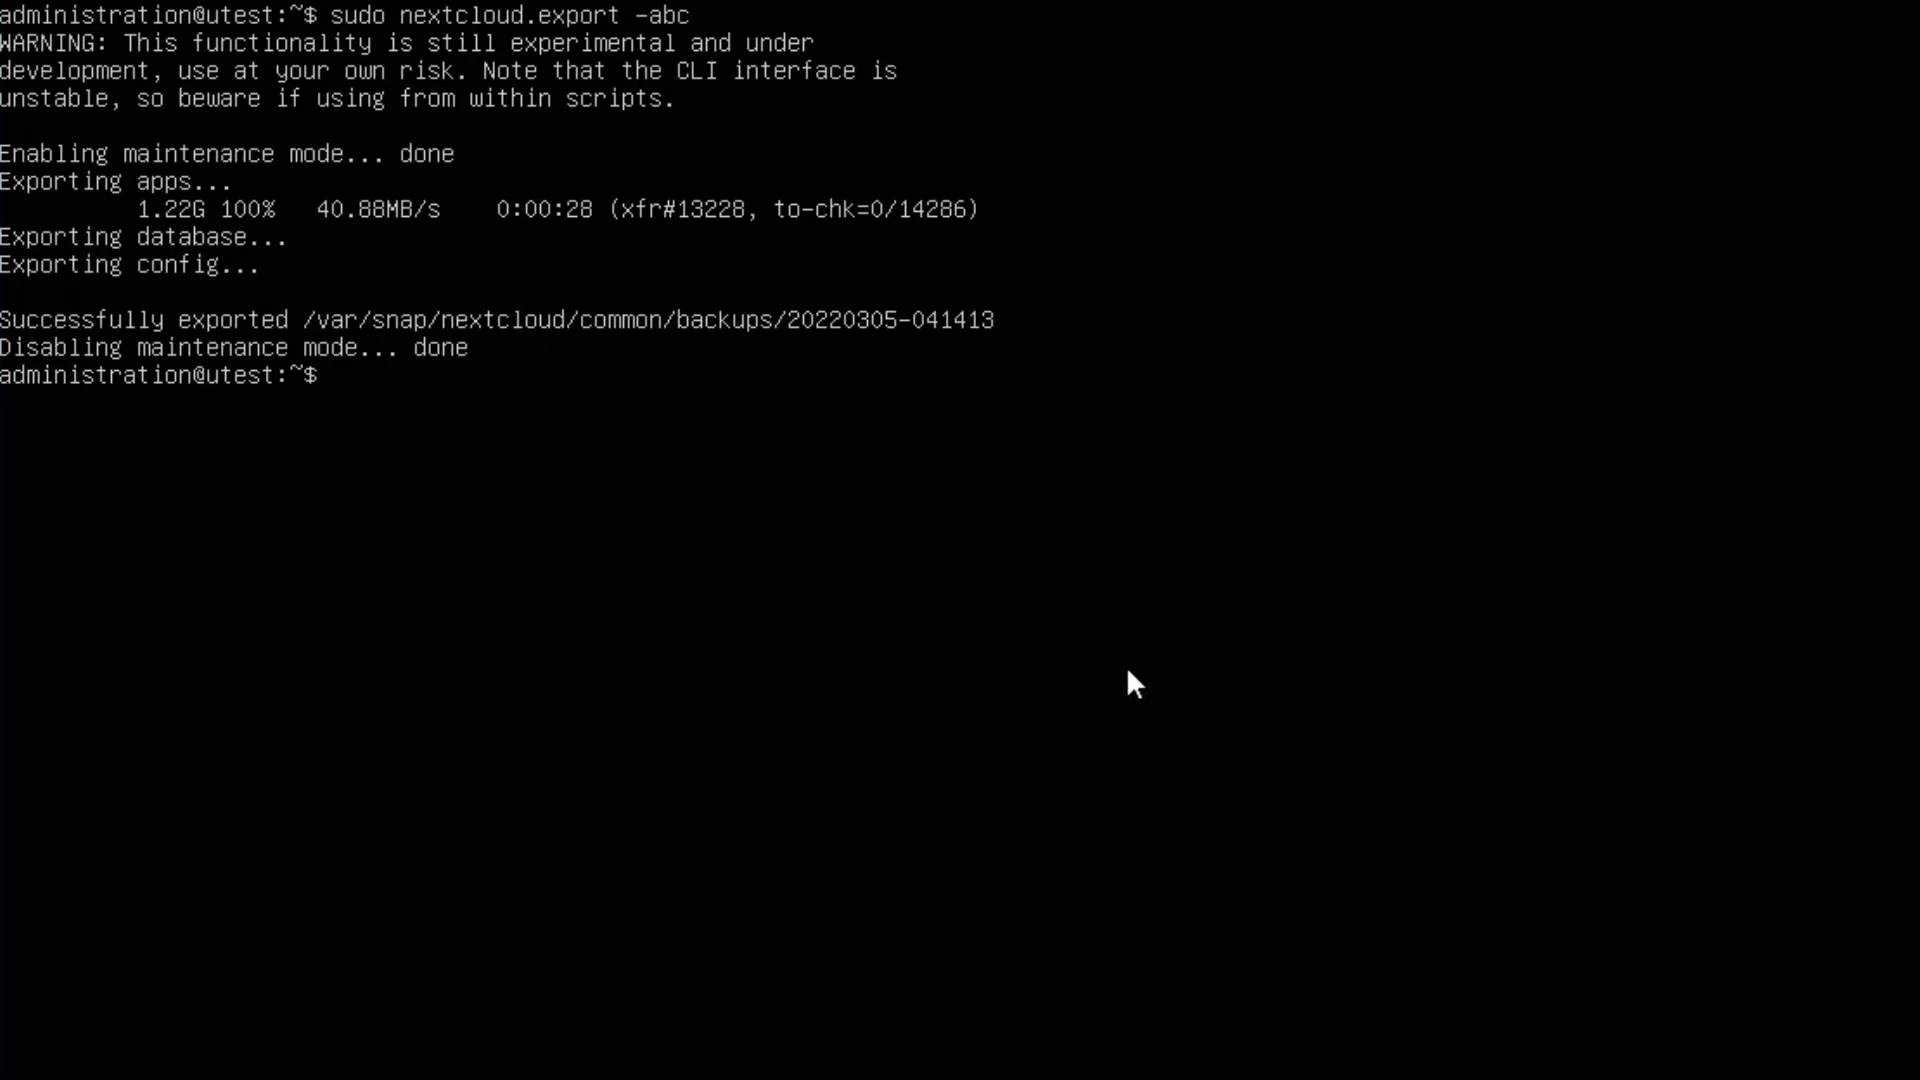 administration@utest:~$ sudo nextcloud.export -abc
WARNING: This functionality is still experimental and under
development, use at your own risk. Note that the CLI interface is
unstable, so beware if using from within scripts.
Enabling maintenance mode... done
Exporting apps...
1.22G 100% 40.88MB/s 0:00:28 (xfr#13228, to-chk=0/14286)
Exporting database...
Exporting config...
Successfully exported /var/snap/nextcloud/common/backups/20220305-041413
Disabling maintenance mode... done
administration@utest:~$